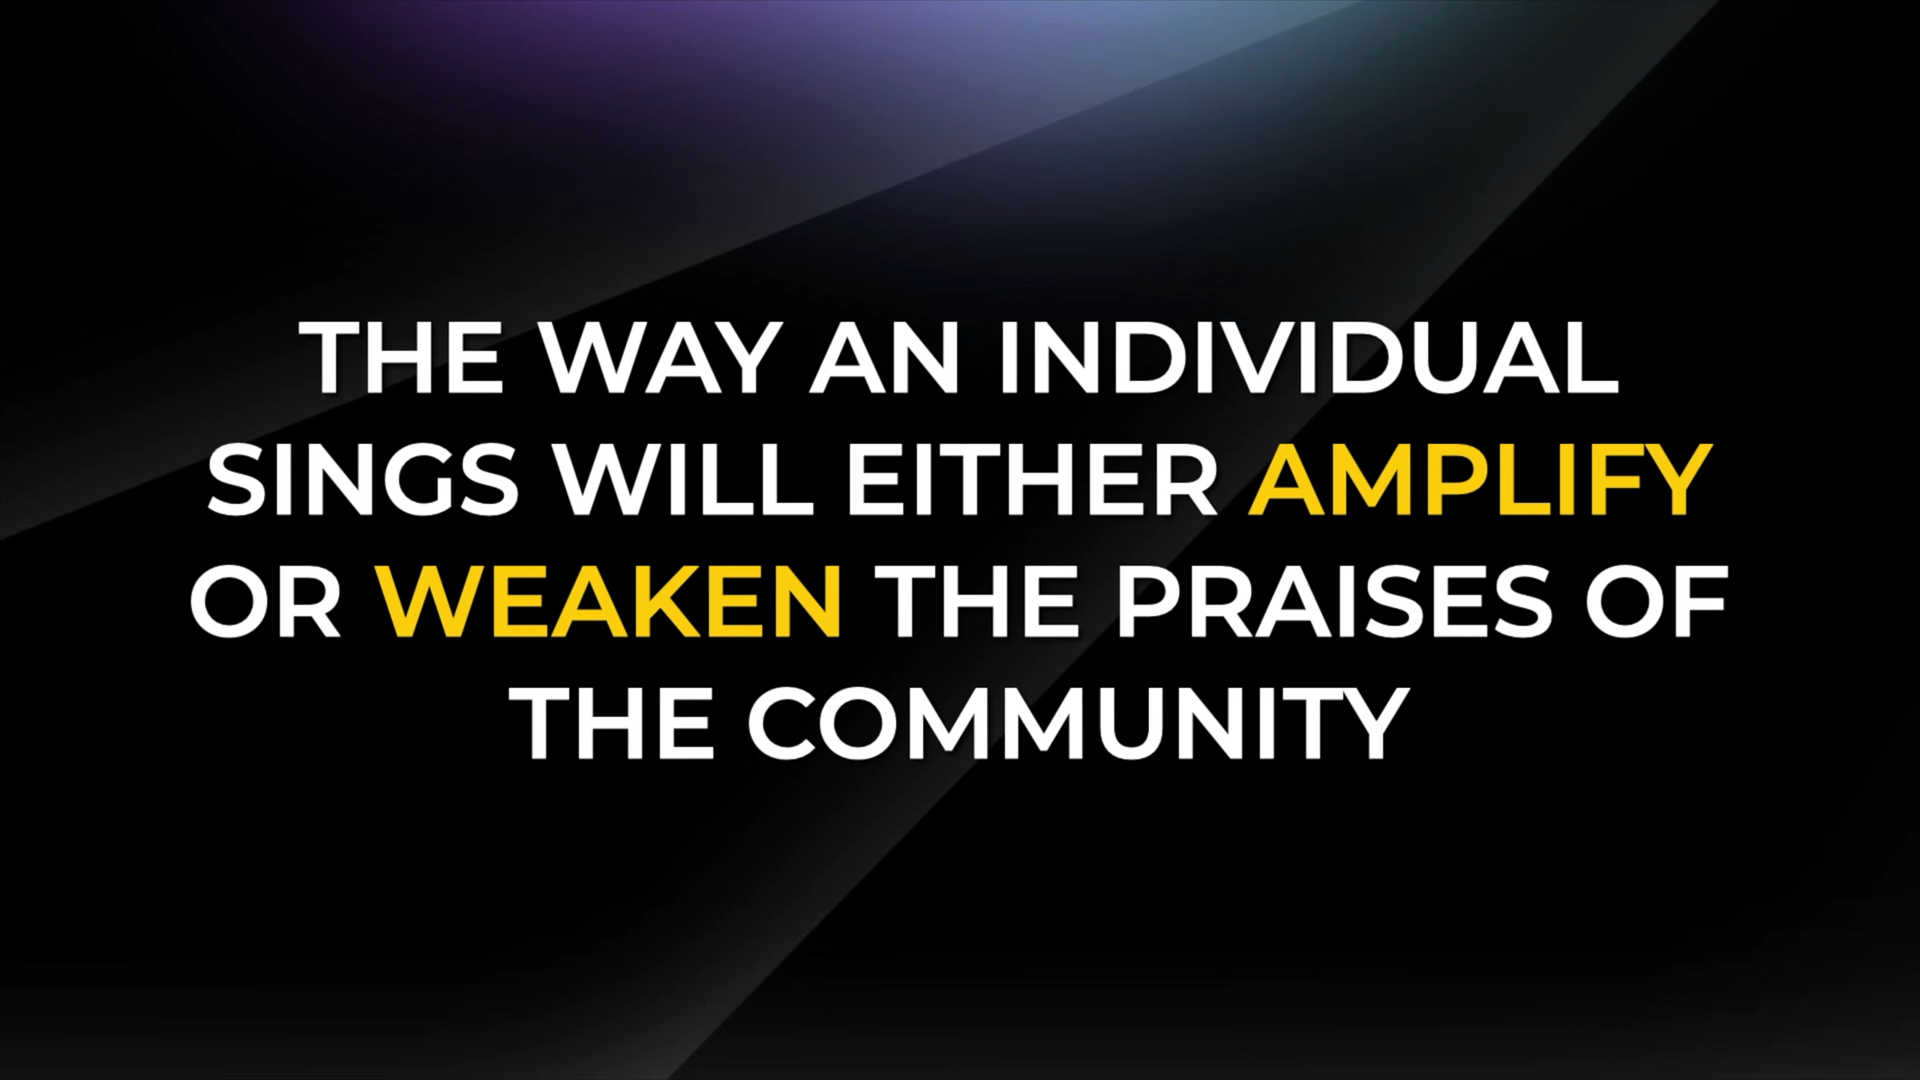 THE WAY AN INDIVIDUAL
SINGS WILL EITHER AMPLIFY
OR WEAKEN THE PRAISES OF
THE COMMUNITY